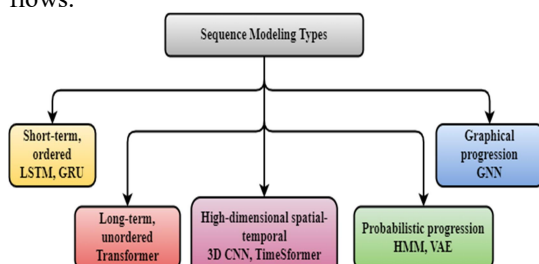 flows.
Sequence Modeling Types
Short-term,
ordered
LSTM, GRU
Graphical
progression
GNN
Long-term,
unordered
Transformer
High-dimensional spatial-
temporal
3D CNN, TimeSformer
Probabilistic progression
HMM, VAE